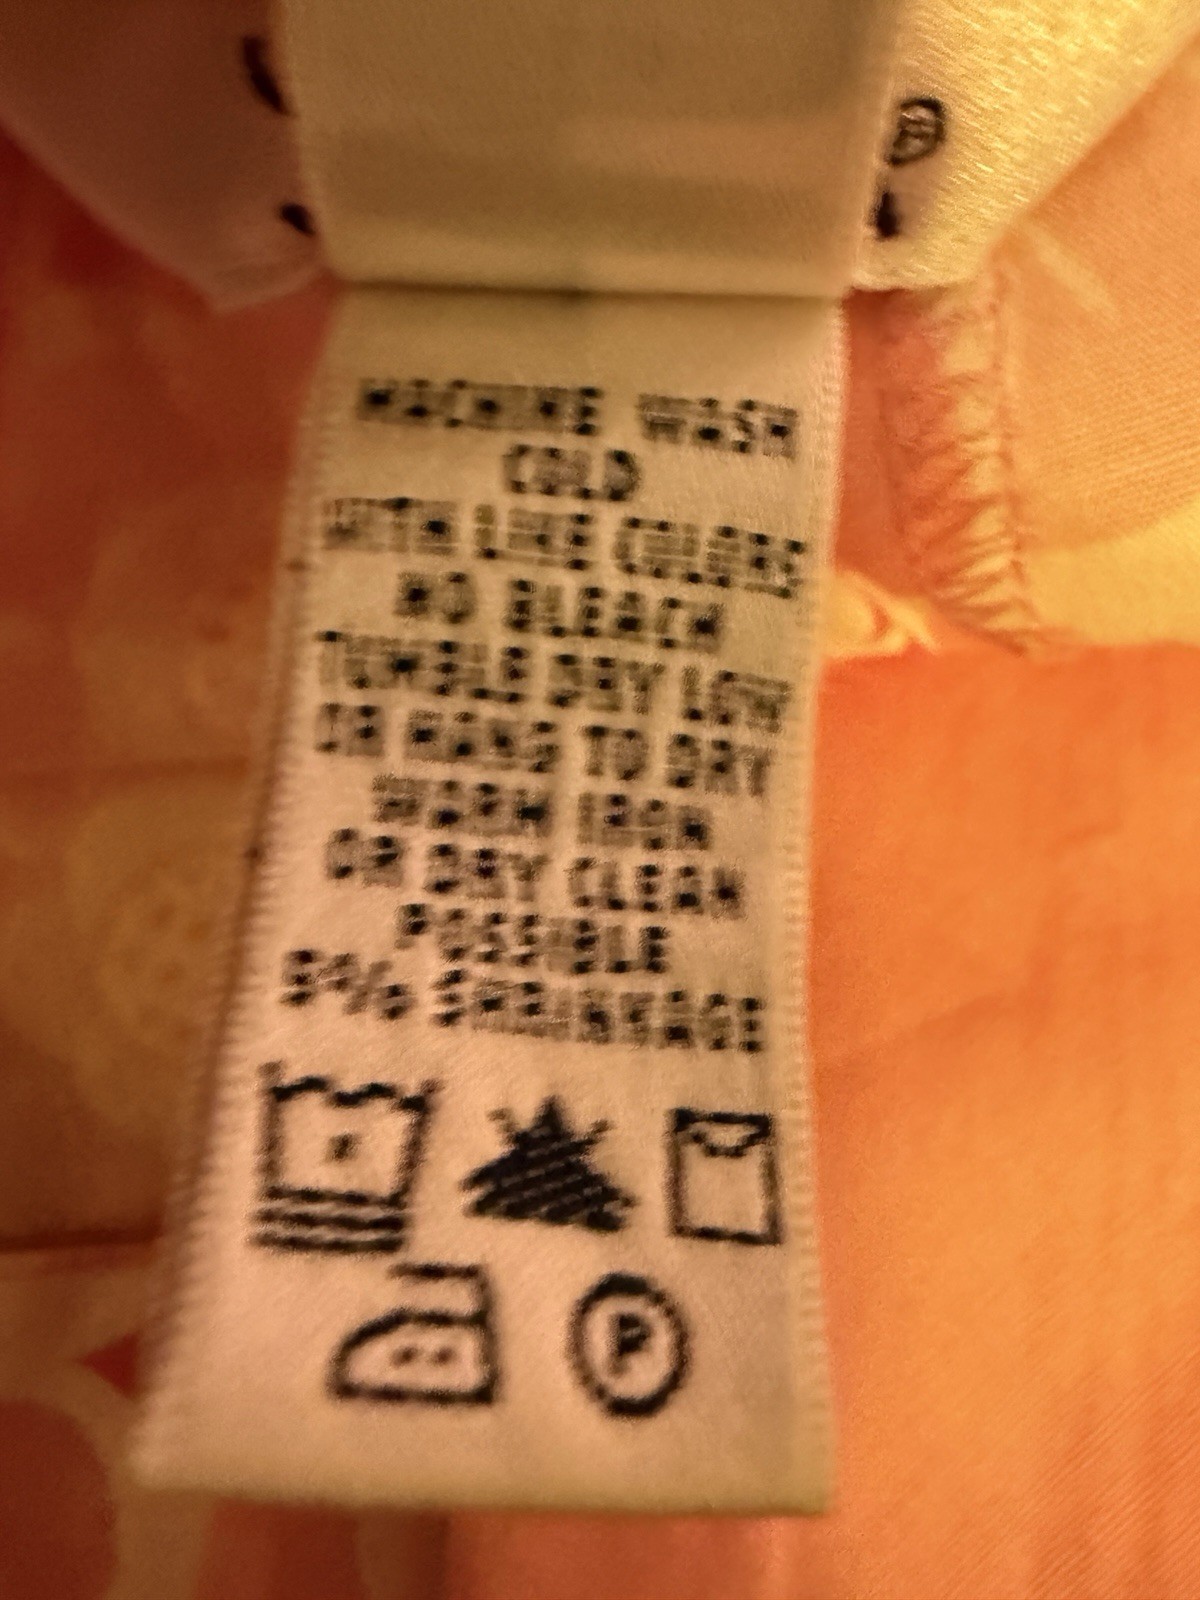 MACHINE WASH
COLD
WITH LIKE COLORS
NO BLEACH
TUMBLE DRY LOW
OR HANG TO DRY
WARM IRON
OR DRY CLEAN
POSSIBLE
5% SHRINKAGE
P